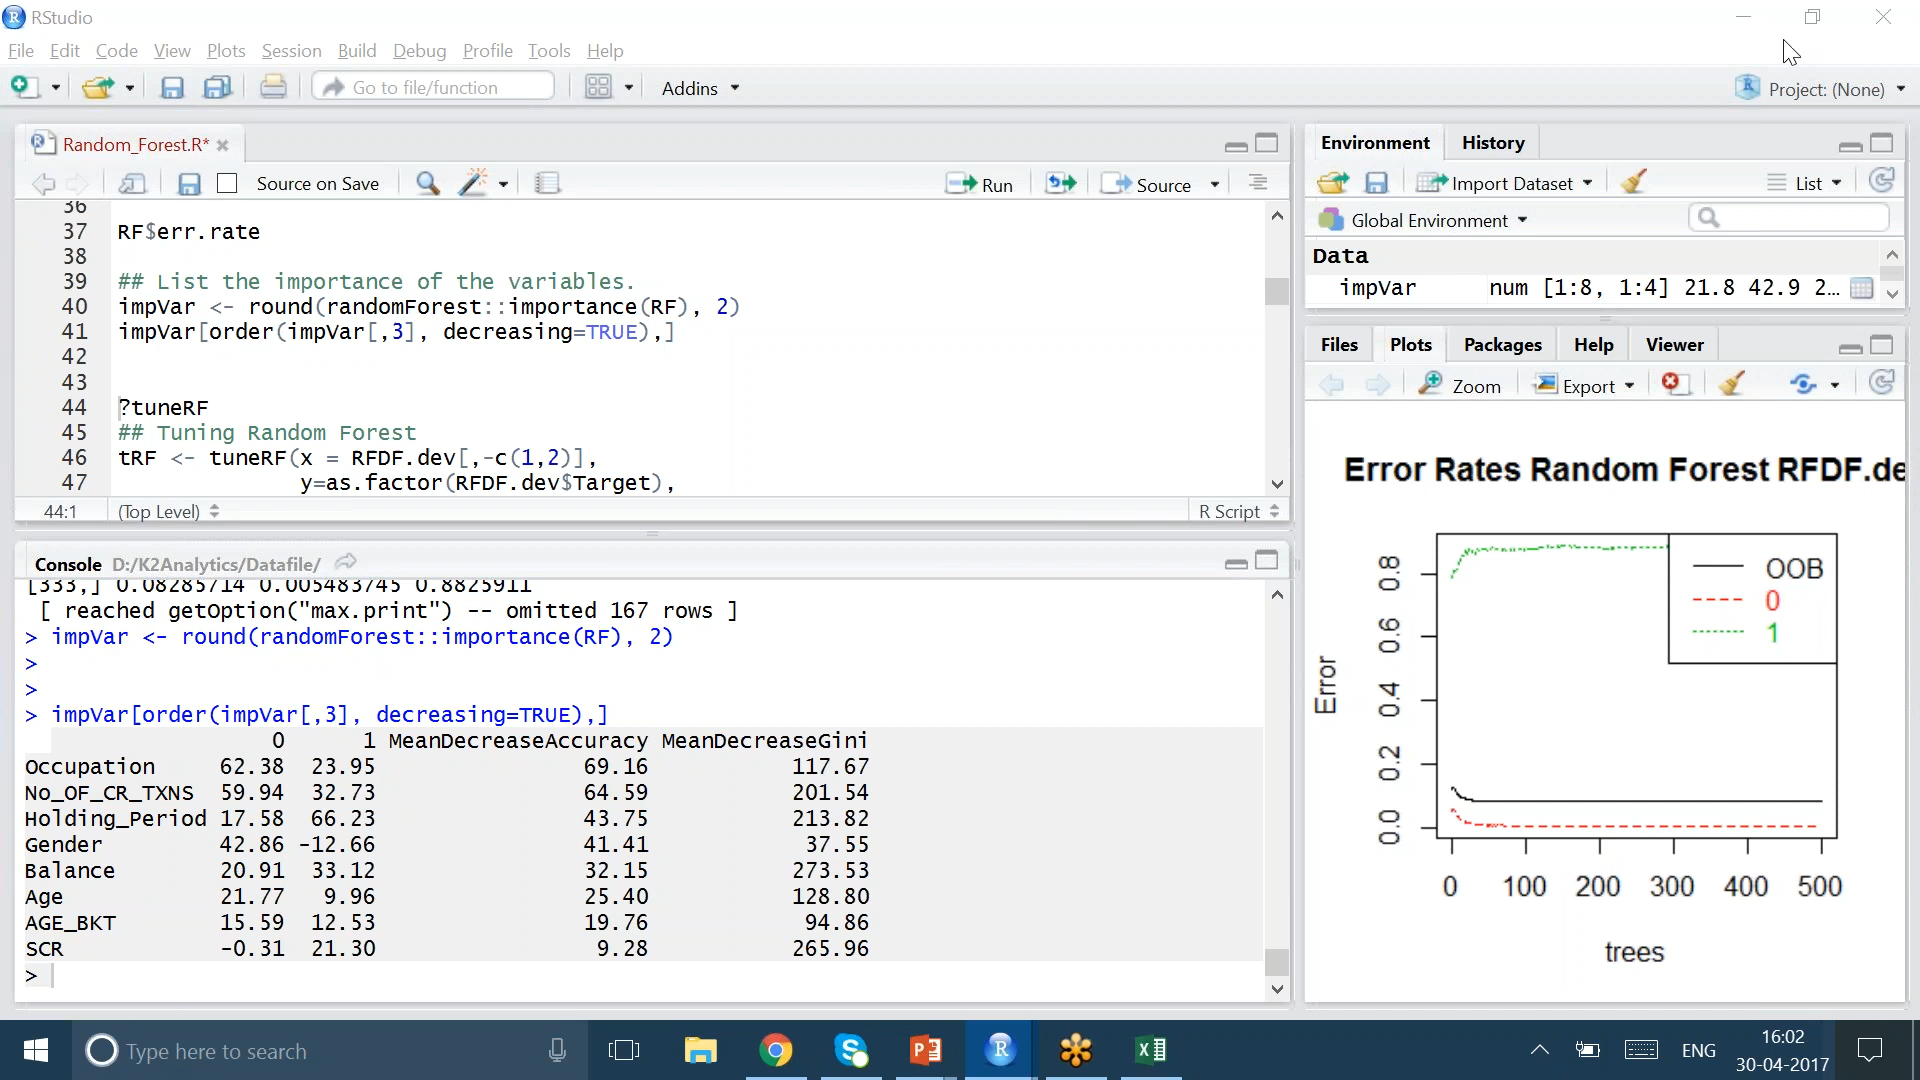 RStudio
File Edit Code View Plots Session Build Debug Profile Tools Help
Go to file/function Addins Project: (None)
Random_Forest.R*
Source on Save Run Source
36
37 RF$err.rate
38
39 ## List the importance of the variables.
40 impVar <- round(randomForest::importance(RF), 2)
41 impVar[order(impVar[,3], decreasing=TRUE),]
42
43
44 ?tuneRF
45 ## Tuning Random Forest
46 tRF <- tuneRF(x = RFDF.dev[,-c(1,2)],
47 y=as.factor(RFDF.dev$Target),
44:1 (Top Level) R Script
Console D:/K2Analytics/Datafile/
[333,] 0.08285714 0.005483745 0.8825911
[ reached getOption("max.print") -- omitted 167 rows ]
> impVar <- round(randomForest::importance(RF), 2)
>
>
> impVar[order(impVar[,3], decreasing=TRUE),]
0 1 MeanDecreaseAccuracy MeanDecreaseGini
Occupation 62.38 23.95 69.16 117.67
No_OF_CR_TXNS 59.94 32.73 64.59 201.54
Holding_Period 17.58 66.23 43.75 213.82
Gender 42.86 -12.66 41.41 37.55
Balance 20.91 33.12 32.15 273.53
Age 21.77 9.96 25.40 128.80
AGE_BKT 15.59 12.53 19.76 94.86
SCR -0.31 21.30 9.28 265.96
>
Environment History
Import Dataset List
Global Environment
Data
impVar num [1:8, 1:4] 21.8 42.9 2...
Files Plots Packages Help Viewer
Zoom Export
Error Rates Random Forest RFDF.de
Error
0.8
0.6
0.4
0.2
0.0
OOB
0
1
0 100 200 300 400 500
trees
Type here to search
ENG
16:02
30-04-2017